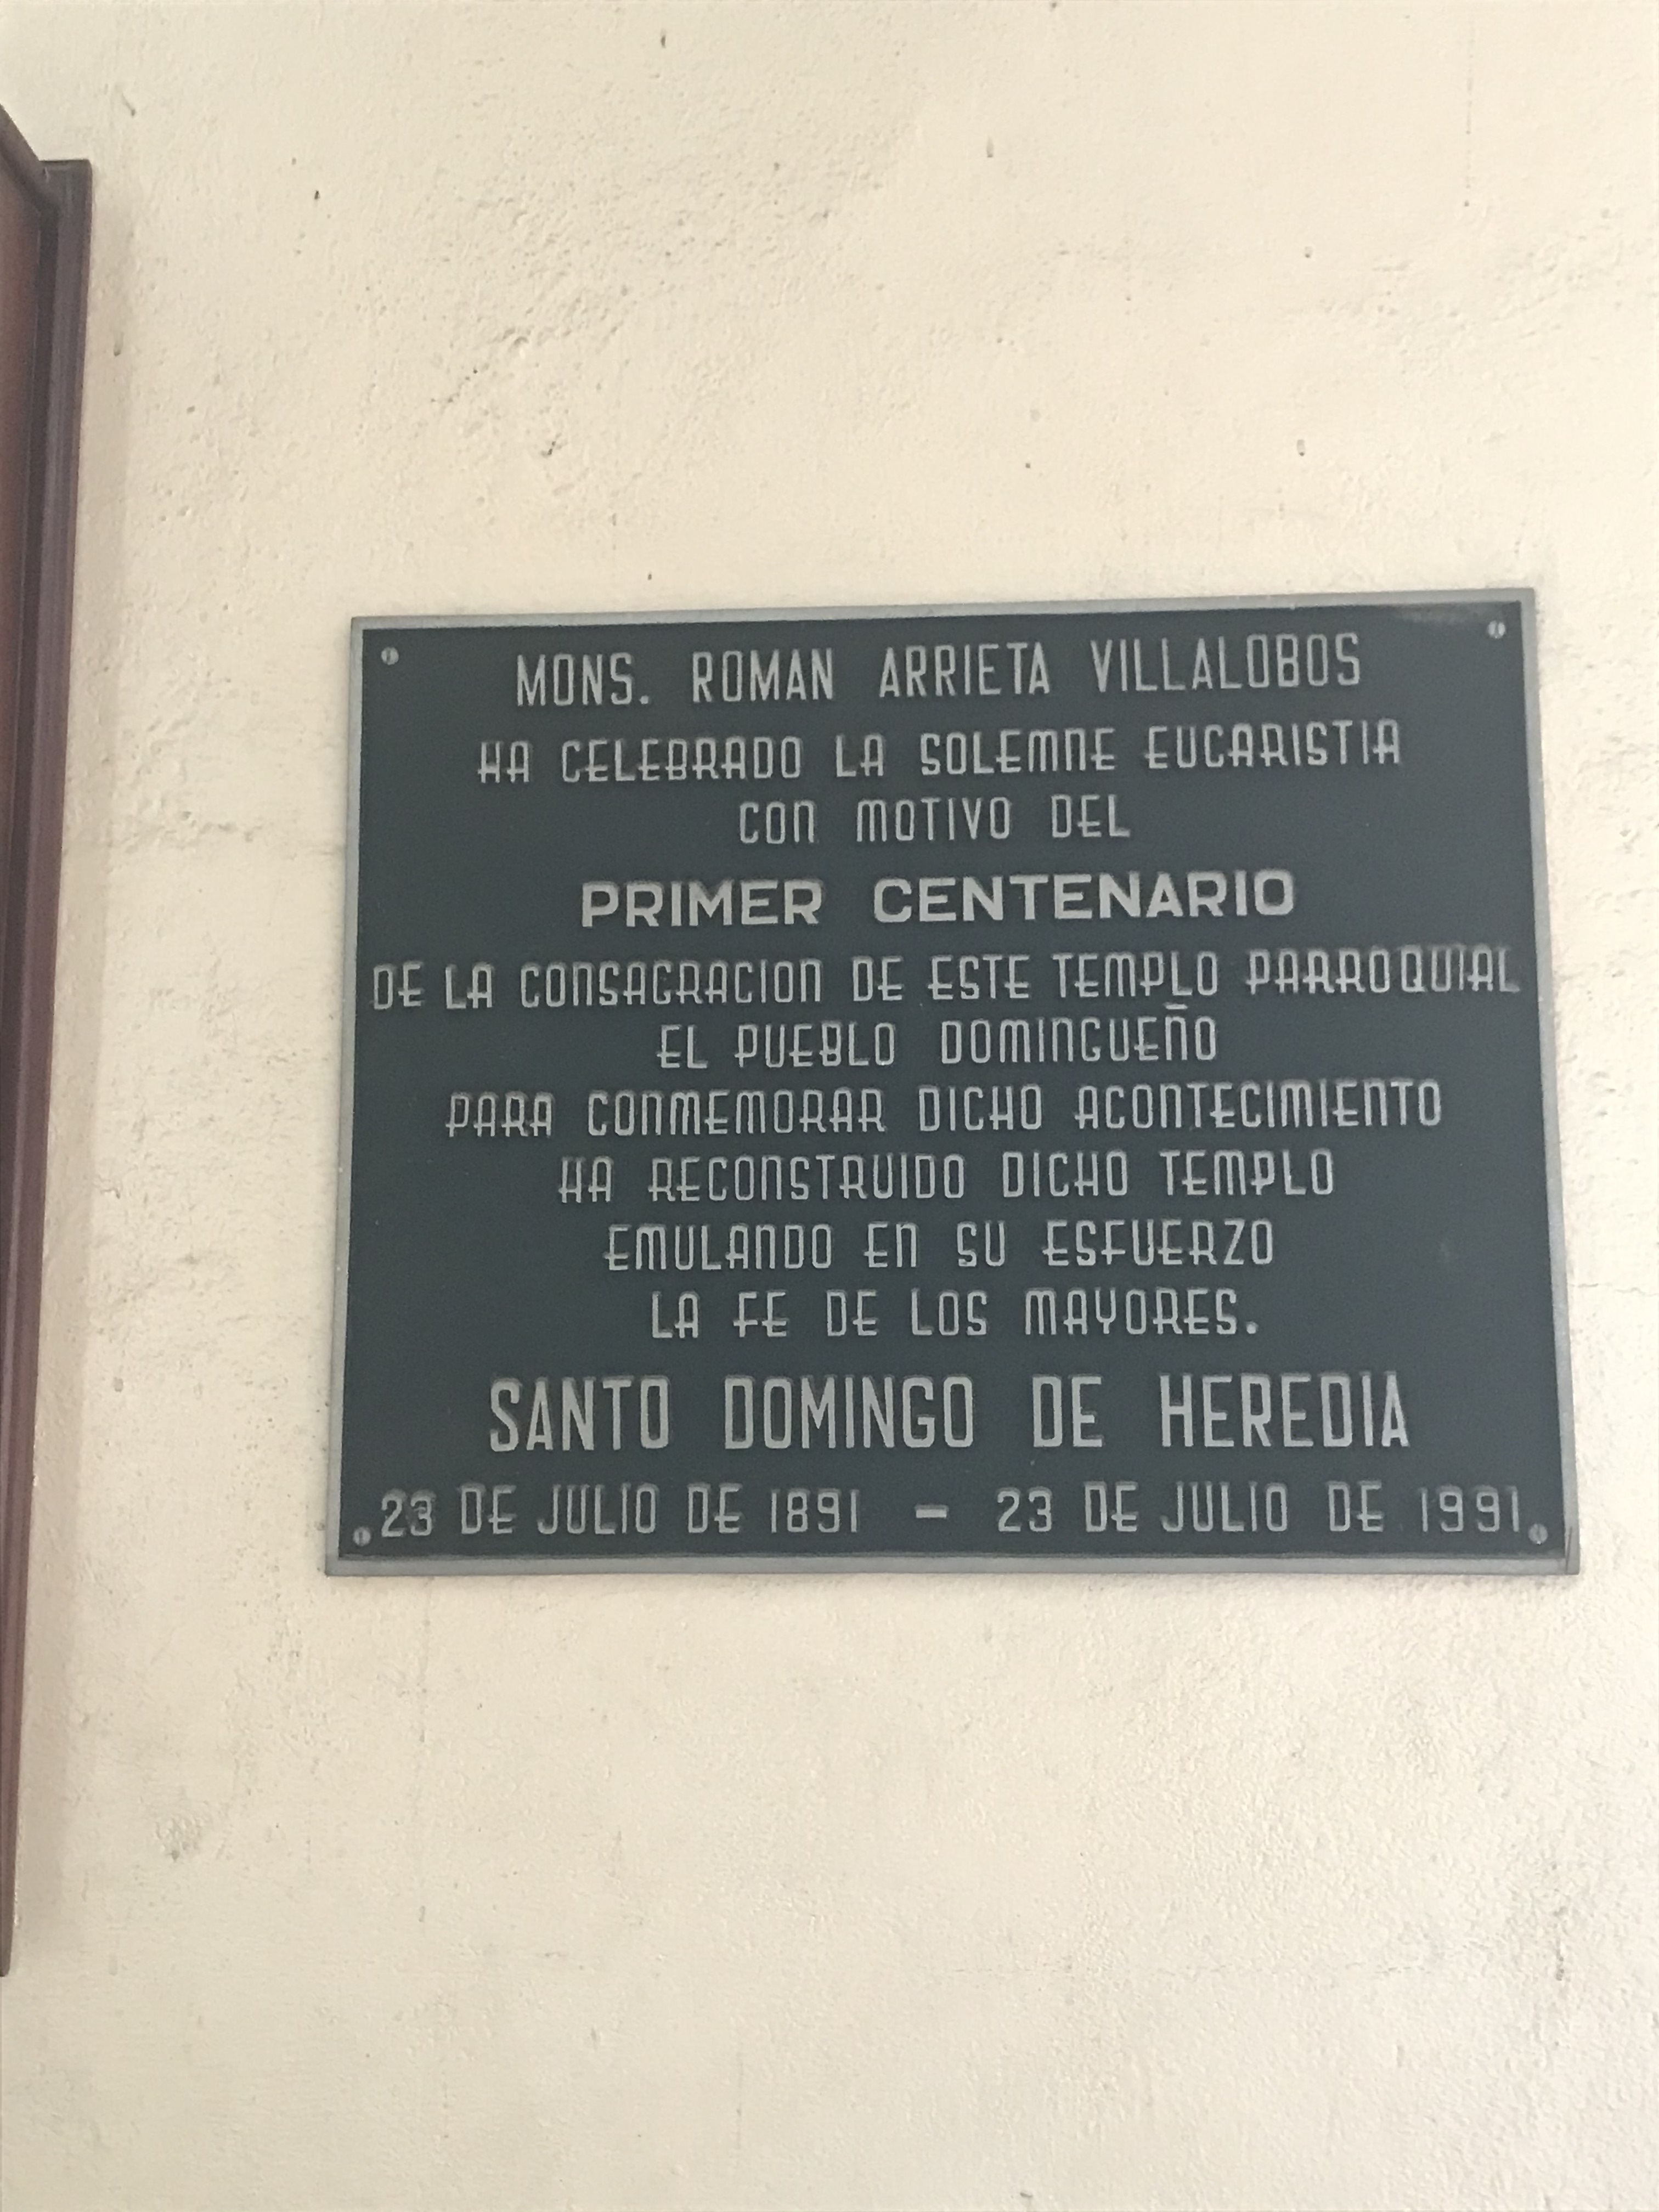 MONS. ROMAN ARRIETA VILLALOBOS
HA CELEBRADO LA SOLEMNE EUCARISTIA
CON MOTIVO DEL
PRIMER CENTENARIO
DE LA CONSAGRACION DE ESTE TEMPLO PARROQUIAL
EL PUEBLO DOMINGUEÑO
PARA CONMEMORAR DICHO ACONTECIMIENTO
HA RECONSTRUIDO DICHO TEMPLO
EMULANDO EN SU ESFUERZO
LA FE DE LOS MAYORES.
SANTO DOMINGO DE HEREDIA
23 DE JULIO DE 1891 - 23 DE JULIO DE 1991